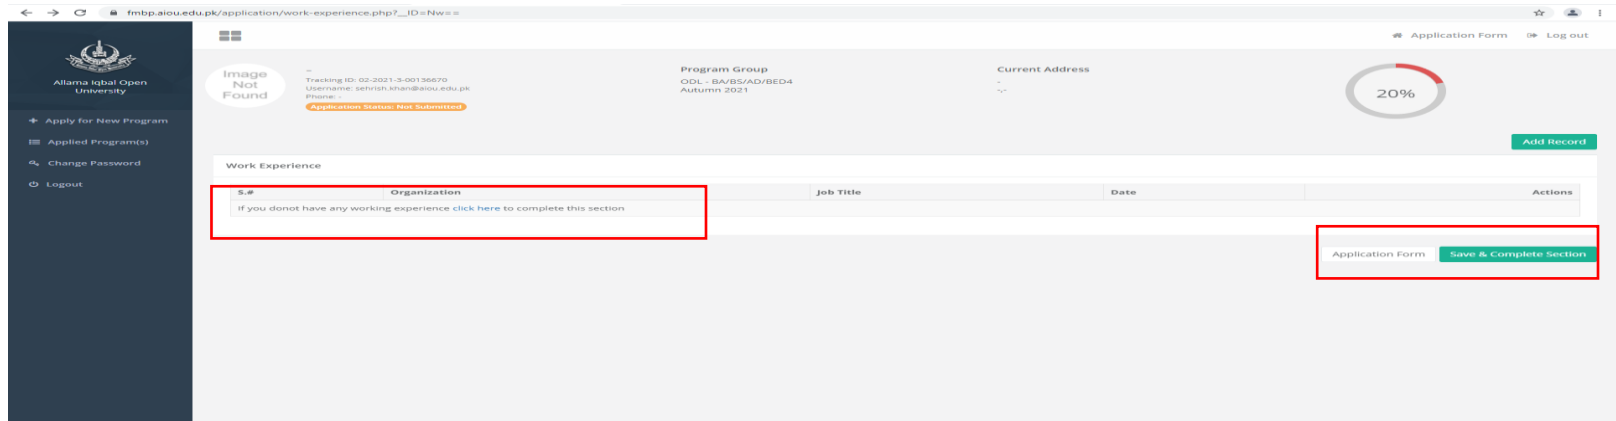 fmbp.aiou.edu.pk/application/work-experience.php?__ID=Nw==
Application Form Log out
Allama Iqbal Open
University
Apply for New Program
Applied Program(s)
Change Password
Logout
Image
Not
Found
-
Tracking ID: 02-2021-3-00136670
Username: sehrish.khan@aiou.edu.pk
Phone: -
Application Status: Not Submitted
Program Group
ODL - BA/BS/AD/BED4
Autumn 2021
Current Address
-
-,-
20%
Add Record
Work Experience
S.# Organization Job Title Date Actions
If you donot have any working experience click here to complete this section
Application Form Save & Complete Section